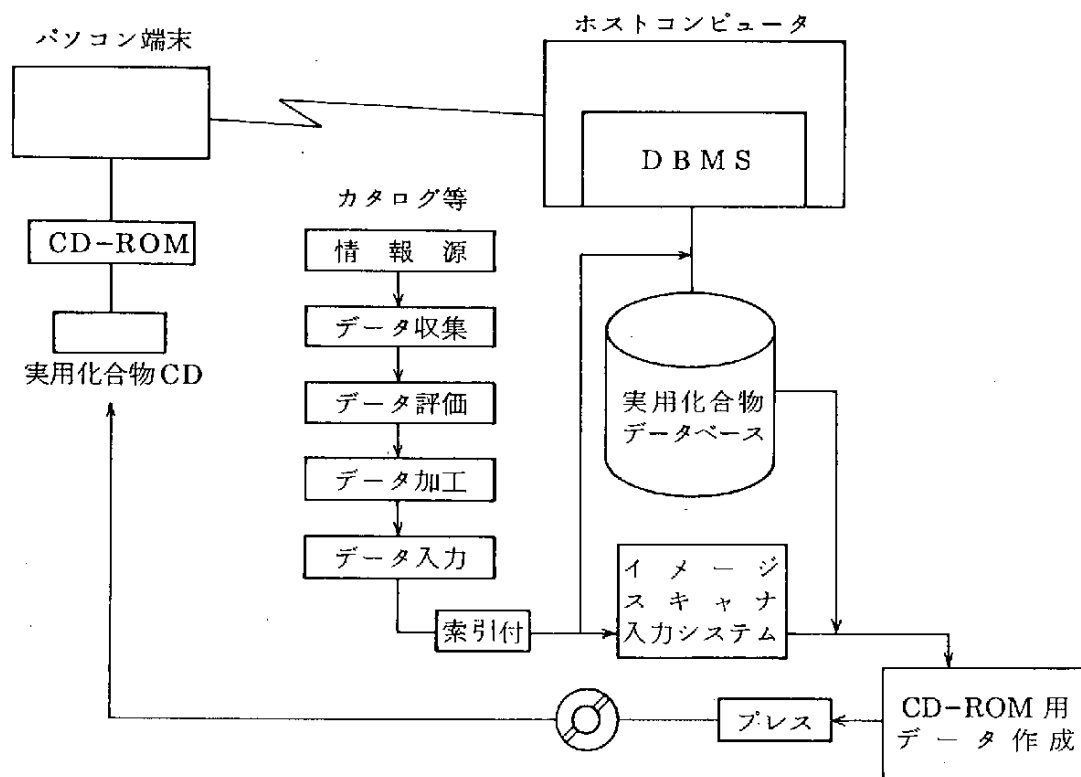 ホストコンピュータ
パソコン端末
DBMS
カタログ等
情報源
CD-ROM
データ収集
実用化合物CD
データ評価
実用化合物
データベース
データ加工
データ入力
イメージ
スキャナ
入力システム
索引付
CD-ROM用
データ作成
プレス